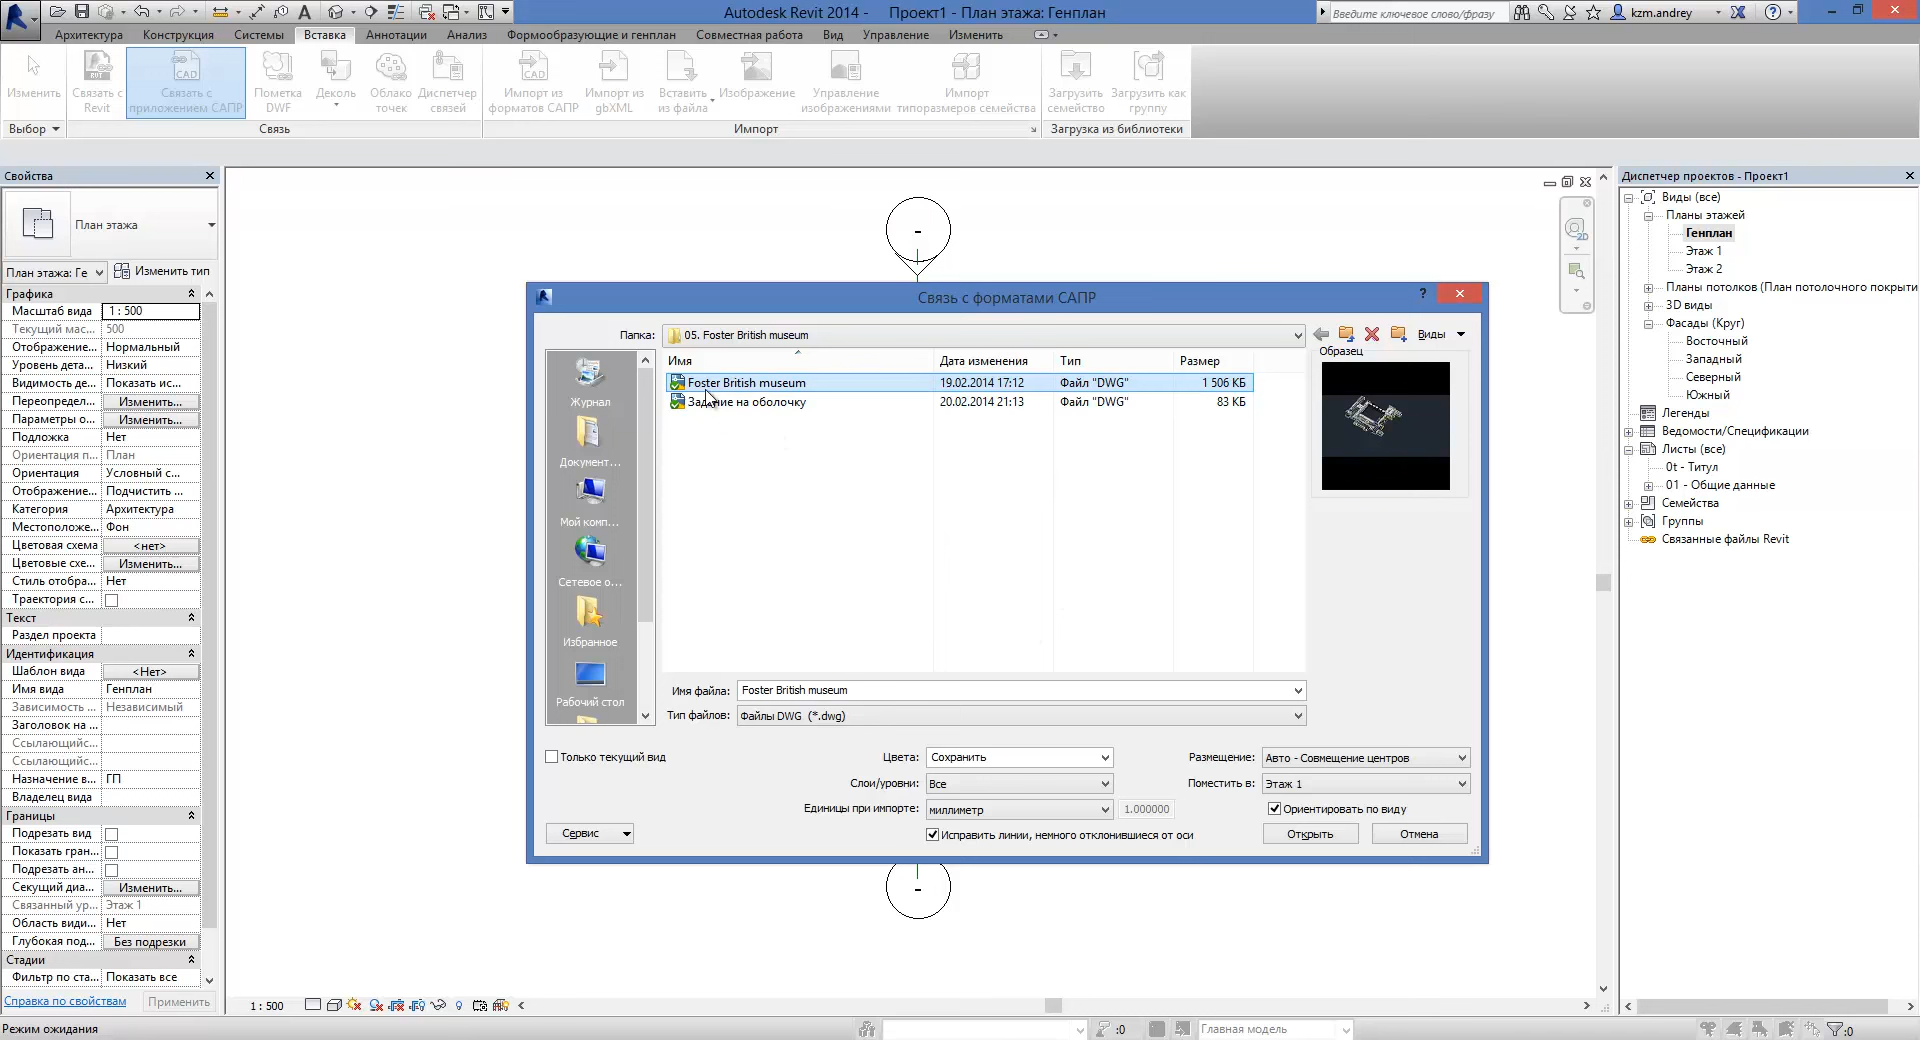 Autodesk Revit 2014 - Проект1 - План этажа: Генплан
Введите ключевое слово/фразу
kzm.andrey
Архитектура Конструкция Системы Вставка Аннотации Анализ Формообразующие и генплан Совместная работа Вид Управление Изменить
Изменить
Связать с Revit
Связать с приложением САПР
Пометка DWF
Деколь
Облако точек
Диспетчер связей
Импорт из форматов САПР
Импорт из gbXML
Вставить из файла
Изображение
Управление изображениями
Импорт типоразмеров семейства
Загрузить семейство
Загрузить как группу
Выбор
Связь
Импорт
Загрузка из библиотеки
Свойства
План этажа
План этажа: Ге
Изменить тип
Графика
Масштаб вида 1 : 500
Текущий мас... 500
Отображение... Нормальный
Уровень дета... Низкий
Видимость де... Показать ис...
Переопредел... Изменить...
Параметры о... Изменить...
Подложка Нет
Ориентация п... План
Ориентация Условный с...
Отображение... Подчистить ...
Категория Архитектура
Местоположе... Фон
Цветовая схема <нет>
Цветовые схе... Изменить...
Стиль отобра... Нет
Траектория с...
Текст
Раздел проекта
Идентификация
Шаблон вида <Нет>
Имя вида Генплан
Зависимость ... Независимый
Заголовок на ...
Ссылающийс...
Ссылающийс...
Назначение в... ГП
Владелец вида
Границы
Подрезать вид
Показать гран...
Подрезать ан...
Секущий диа... Изменить...
Связанный ур... Этаж 1
Область види... Нет
Глубокая под... Без подрезки
Стадии
Фильтр по ста... Показать все
Справка по свойствам
Применить
Связь с форматами САПР
Папка: 05. Foster British museum
Виды
Имя Дата изменения Тип Размер
Foster British museum 19.02.2014 17:12 Файл "DWG" 1 506 КБ
Задание на оболочку 20.02.2014 21:13 Файл "DWG" 83 КБ
Образец
Журнал
Документ...
Мой комп...
Сетевое о...
Избранное
Рабочий стол
Имя файла: Foster British museum
Тип файлов: Файлы DWG (*.dwg)
Только текущий вид
Цвета: Сохранить
Слои/уровни: Все
Единицы при импорте: миллиметр 1.000000
Исправить линии, немного отклонившиеся от оси
Размещение: Авто - Совмещение центров
Поместить в: Этаж 1
Ориентировать по виду
Сервис
Открыть
Отмена
Диспетчер проектов - Проект1
Виды (все)
Планы этажей
Генплан
Этаж 1
Этаж 2
Планы потолков (План потолочного покрыти
3D виды
Фасады (Круг)
Восточный
Западный
Северный
Южный
Легенды
Ведомости/Спецификации
Листы (все)
0t - Титул
01 - Общие данные
Семейства
Группы
Связанные файлы Revit
1 : 500
Режим ожидания
:0
Главная модель
:0